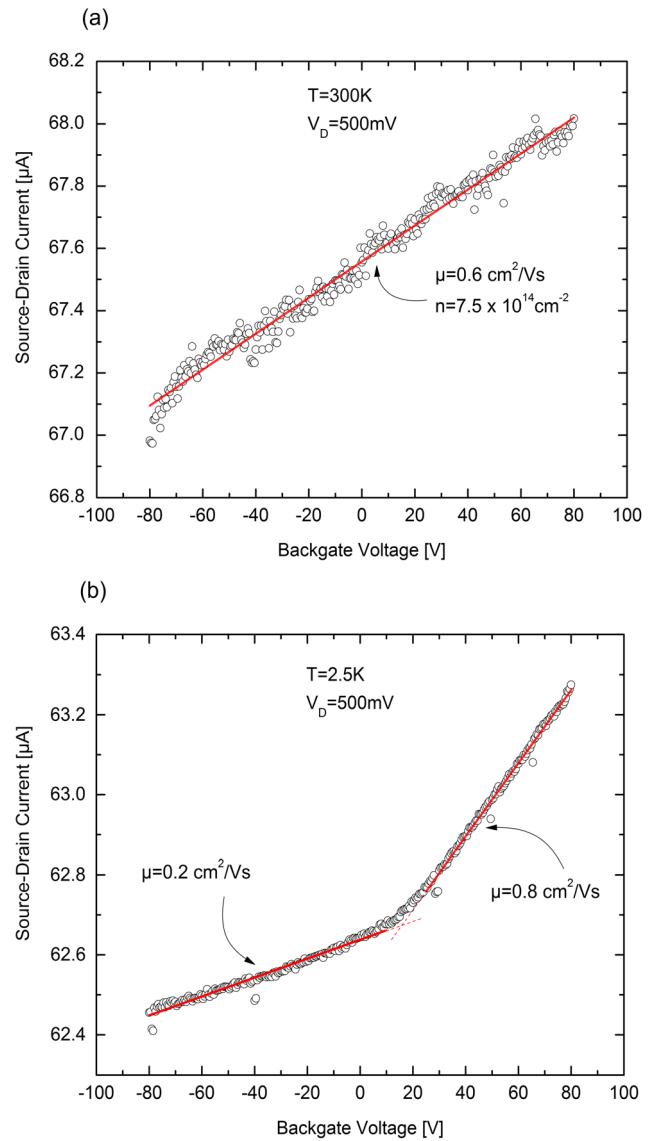 (a)
68.2
68.0
67.8
67.6
67.4
67.2
67.0
66.8
Source-Drain Current [µA]
T=300K
V_D=500mV
µ=0.6 cm²/Vs
n=7.5 x 10¹⁴cm⁻²
-100 -80 -60 -40 -20 0 20 40 60 80 100
Backgate Voltage [V]
(b)
63.4
63.2
63.0
62.8
62.6
62.4
Source-Drain Current [µA]
T=2.5K
V_D=500mV
µ=0.2 cm²/Vs
µ=0.8 cm²/Vs
-100 -80 -60 -40 -20 0 20 40 60 80 100
Backgate Voltage [V]